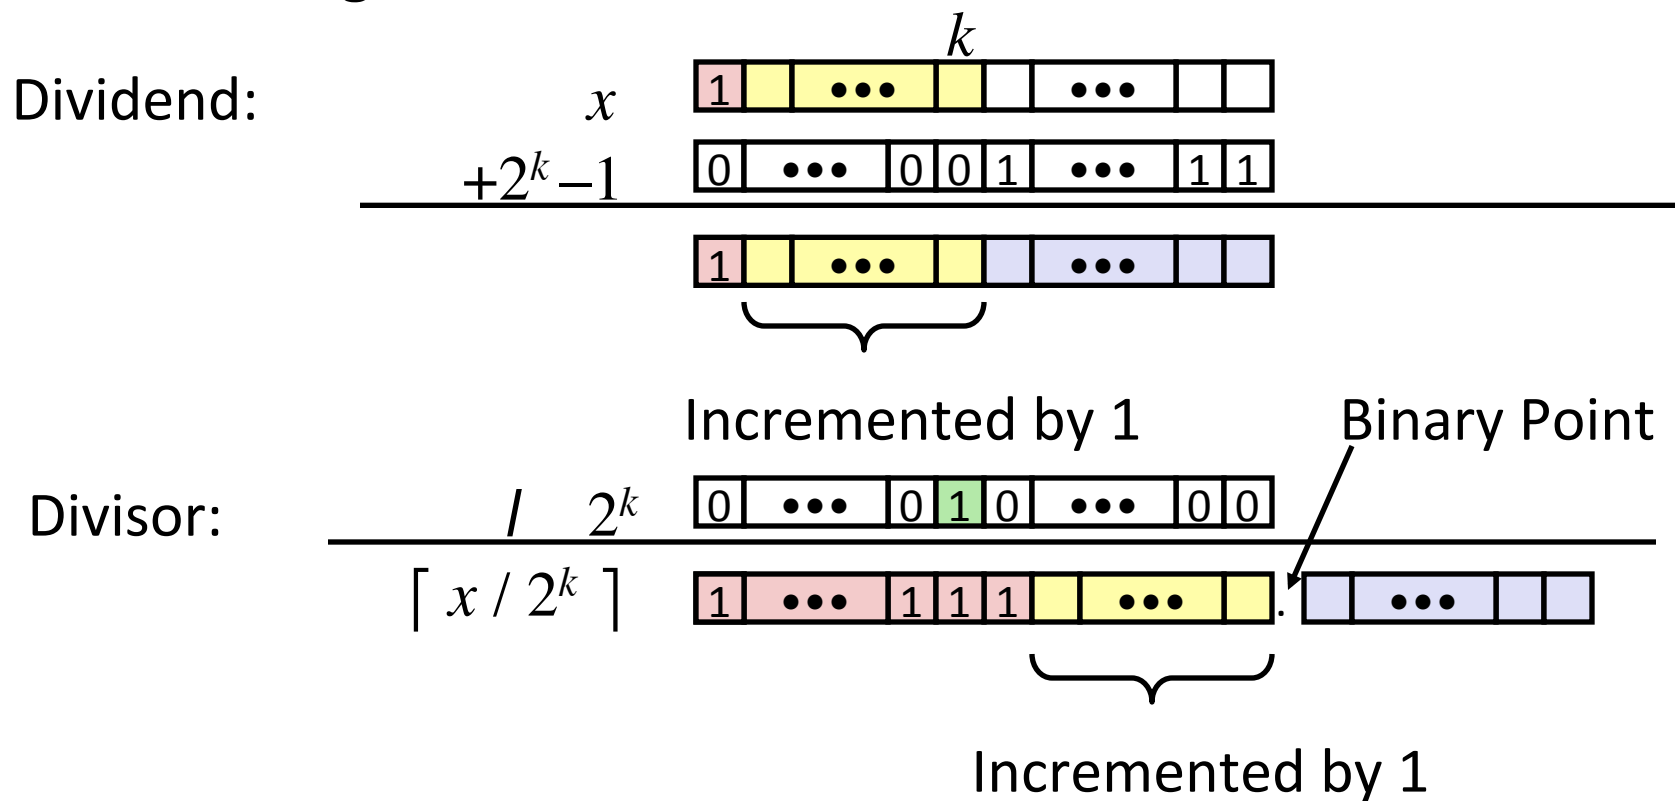 k
Dividend: x 1 ••• •••
+2^k –1 0 ••• 0 0 1 ••• 1 1
1 ••• •••
Incremented by 1 Binary Point
Divisor: / 2^k 0 ••• 0 1 0 ••• 0 0
⌈ x / 2^k ⌉ 1 ••• 1 1 1 ••• . •••
Incremented by 1